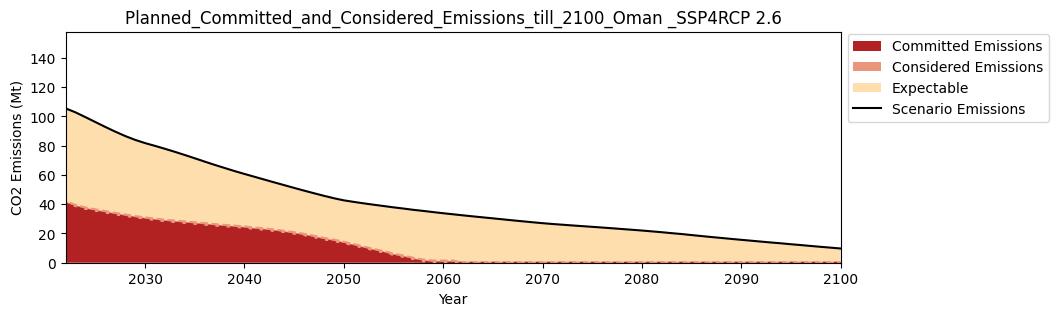 Planned_Committed_and_Considered_Emissions_till_2100_Oman _SSP4RCP 2.6
CO2 Emissions (Mt)
140
120
100
80
60
40
20
0
2030 2040 2050 2060 2070 2080 2090 2100
Year
Committed Emissions
Considered Emissions
Expectable
Scenario Emissions